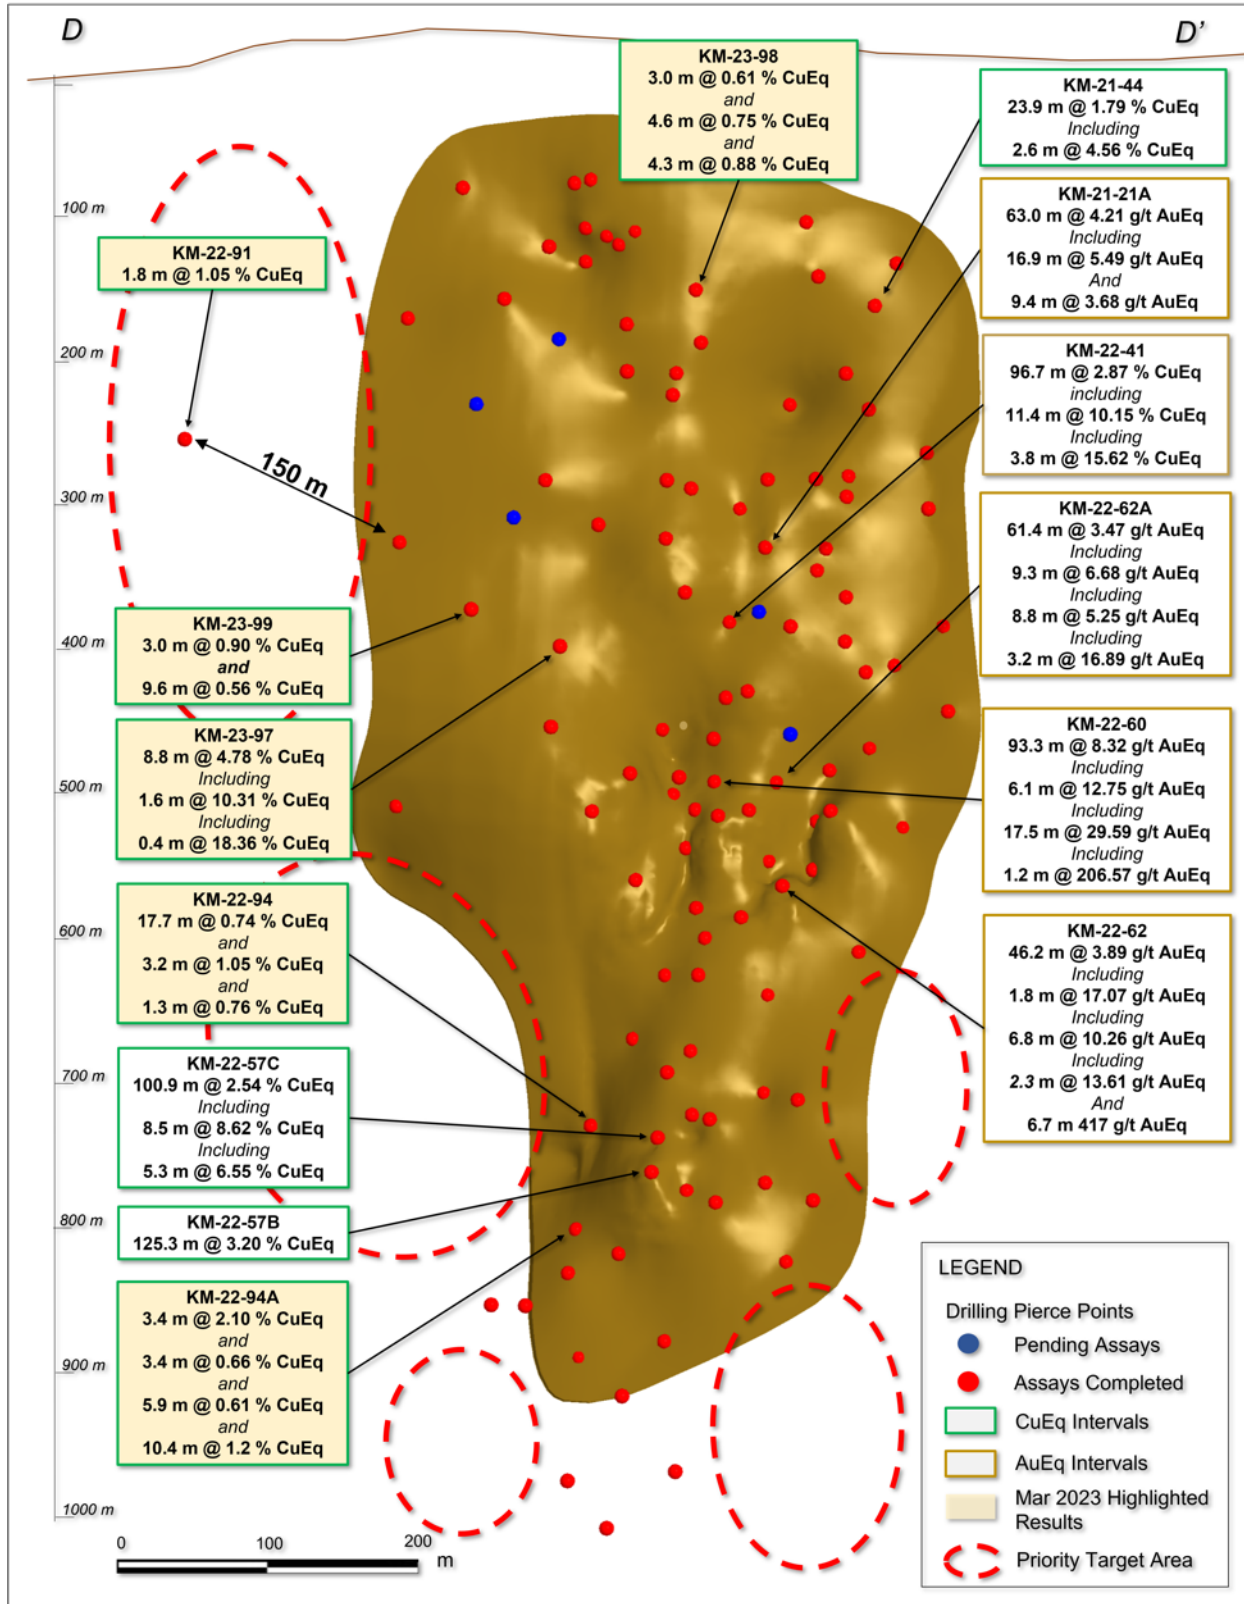 D
D'
KM-23-98
3.0 m @ 0.61 % CuEq
and
4.6 m @ 0.75 % CuEq
and
4.3 m @ 0.88 % CuEq
KM-21-44
23.9 m @ 1.79 % CuEq
Including
2.6 m @ 4.56 % CuEq
KM-21-21A
63.0 m @ 4.21 g/t AuEq
Including
16.9 m @ 5.49 g/t AuEq
And
9.4 m @ 3.68 g/t AuEq
KM-22-41
96.7 m @ 2.87 % CuEq
including
11.4 m @ 10.15 % CuEq
Including
3.8 m @ 15.62 % CuEq
KM-22-62A
61.4 m @ 3.47 g/t AuEq
Including
9.3 m @ 6.68 g/t AuEq
Including
8.8 m @ 5.25 g/t AuEq
Including
3.2 m @ 16.89 g/t AuEq
KM-22-60
93.3 m @ 8.32 g/t AuEq
Including
6.1 m @ 12.75 g/t AuEq
Including
17.5 m @ 29.59 g/t AuEq
Including
1.2 m @ 206.57 g/t AuEq
KM-22-62
46.2 m @ 3.89 g/t AuEq
Including
1.8 m @ 17.07 g/t AuEq
Including
6.8 m @ 10.26 g/t AuEq
Including
2.3 m @ 13.61 g/t AuEq
And
6.7 m 417 g/t AuEq
100 m
200 m
300 m
400 m
500 m
600 m
700 m
800 m
900 m
1000 m
KM-22-91
1.8 m @ 1.05 % CuEq
150 m
KM-23-99
3.0 m @ 0.90 % CuEq
and
9.6 m @ 0.56 % CuEq
KM-23-97
8.8 m @ 4.78 % CuEq
Including
1.6 m @ 10.31 % CuEq
Including
0.4 m @ 18.36 % CuEq
KM-22-94
17.7 m @ 0.74 % CuEq
and
3.2 m @ 1.05 % CuEq
and
1.3 m @ 0.76 % CuEq
KM-22-57C
100.9 m @ 2.54 % CuEq
Including
8.5 m @ 8.62 % CuEq
Including
5.3 m @ 6.55 % CuEq
KM-22-57B
125.3 m @ 3.20 % CuEq
KM-22-94A
3.4 m @ 2.10 % CuEq
and
3.4 m @ 0.66 % CuEq
and
5.9 m @ 0.61 % CuEq
and
10.4 m @ 1.2 % CuEq
0 100 200
m
LEGEND
Drilling Pierce Points
Pending Assays
Assays Completed
CuEq Intervals
AuEq Intervals
Mar 2023 Highlighted
Results
Priority Target Area